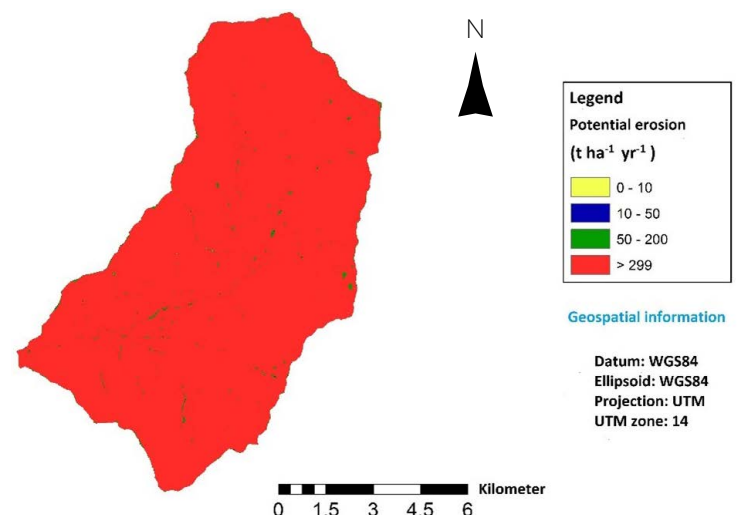 N
Legend
Potential erosion
(t ha⁻¹ yr⁻¹ )
0 - 10
10 - 50
50 - 200
> 299
Geospatial information
Datum: WGS84
Ellipsoid: WGS84
Projection: UTM
UTM zone: 14
Kilometer
0 1.5 3 4.5 6